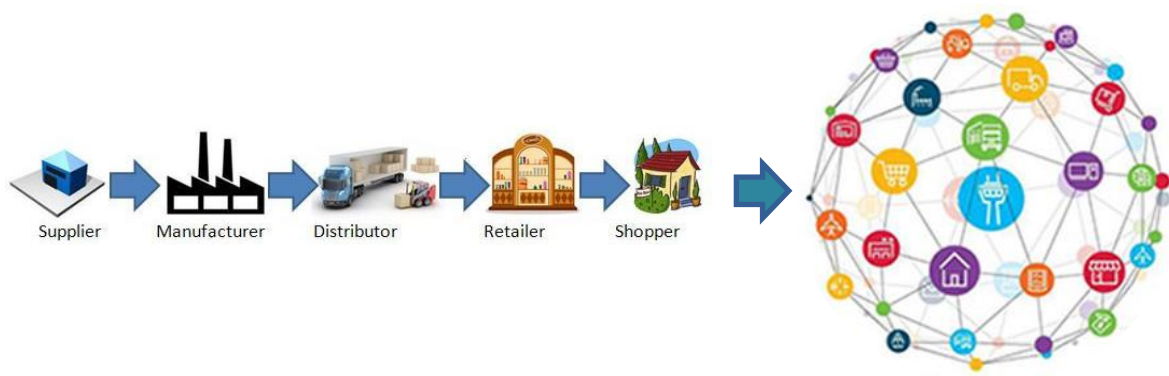 Supplier
Manufacturer
Distributor
Retailer
Shopper